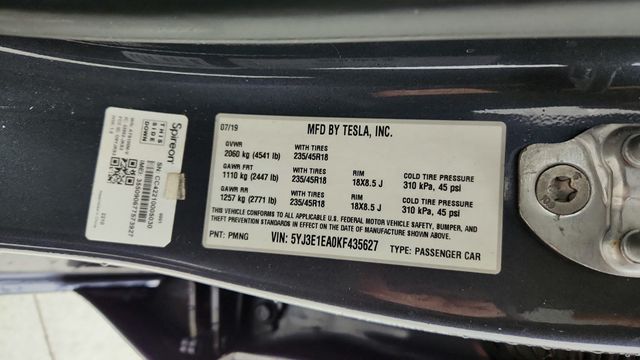 07/19
MFD BY TESLA, INC.
GVWR WITH TIRES
2060 kg (4541 lb) 235/45R18
GAWR FRT WITH TIRES RIM COLD TIRE PRESSURE
1110 kg (2447 lb) 235/45R18 18X8.5 J 310 kPa, 45 psi
GAWR RR WITH TIRES RIM COLD TIRE PRESSURE
1257 kg (2771 lb) 235/45R18 18X8.5 J 310 kPa, 45 psi
THIS VEHICLE CONFORMS TO ALL APPLICABLE U.S. FEDERAL MOTOR VEHICLE SAFETY, BUMPER, AND
THEFT PREVENTION STANDARDS IN EFFECT ON THE DATE OF MANUFACTURE SHOWN ABOVE.
PNT: PMNG VIN: 5YJ3E1EA0KF435627 TYPE: PASSENGER CAR
Spireon
THIS
SIDE
DOWN